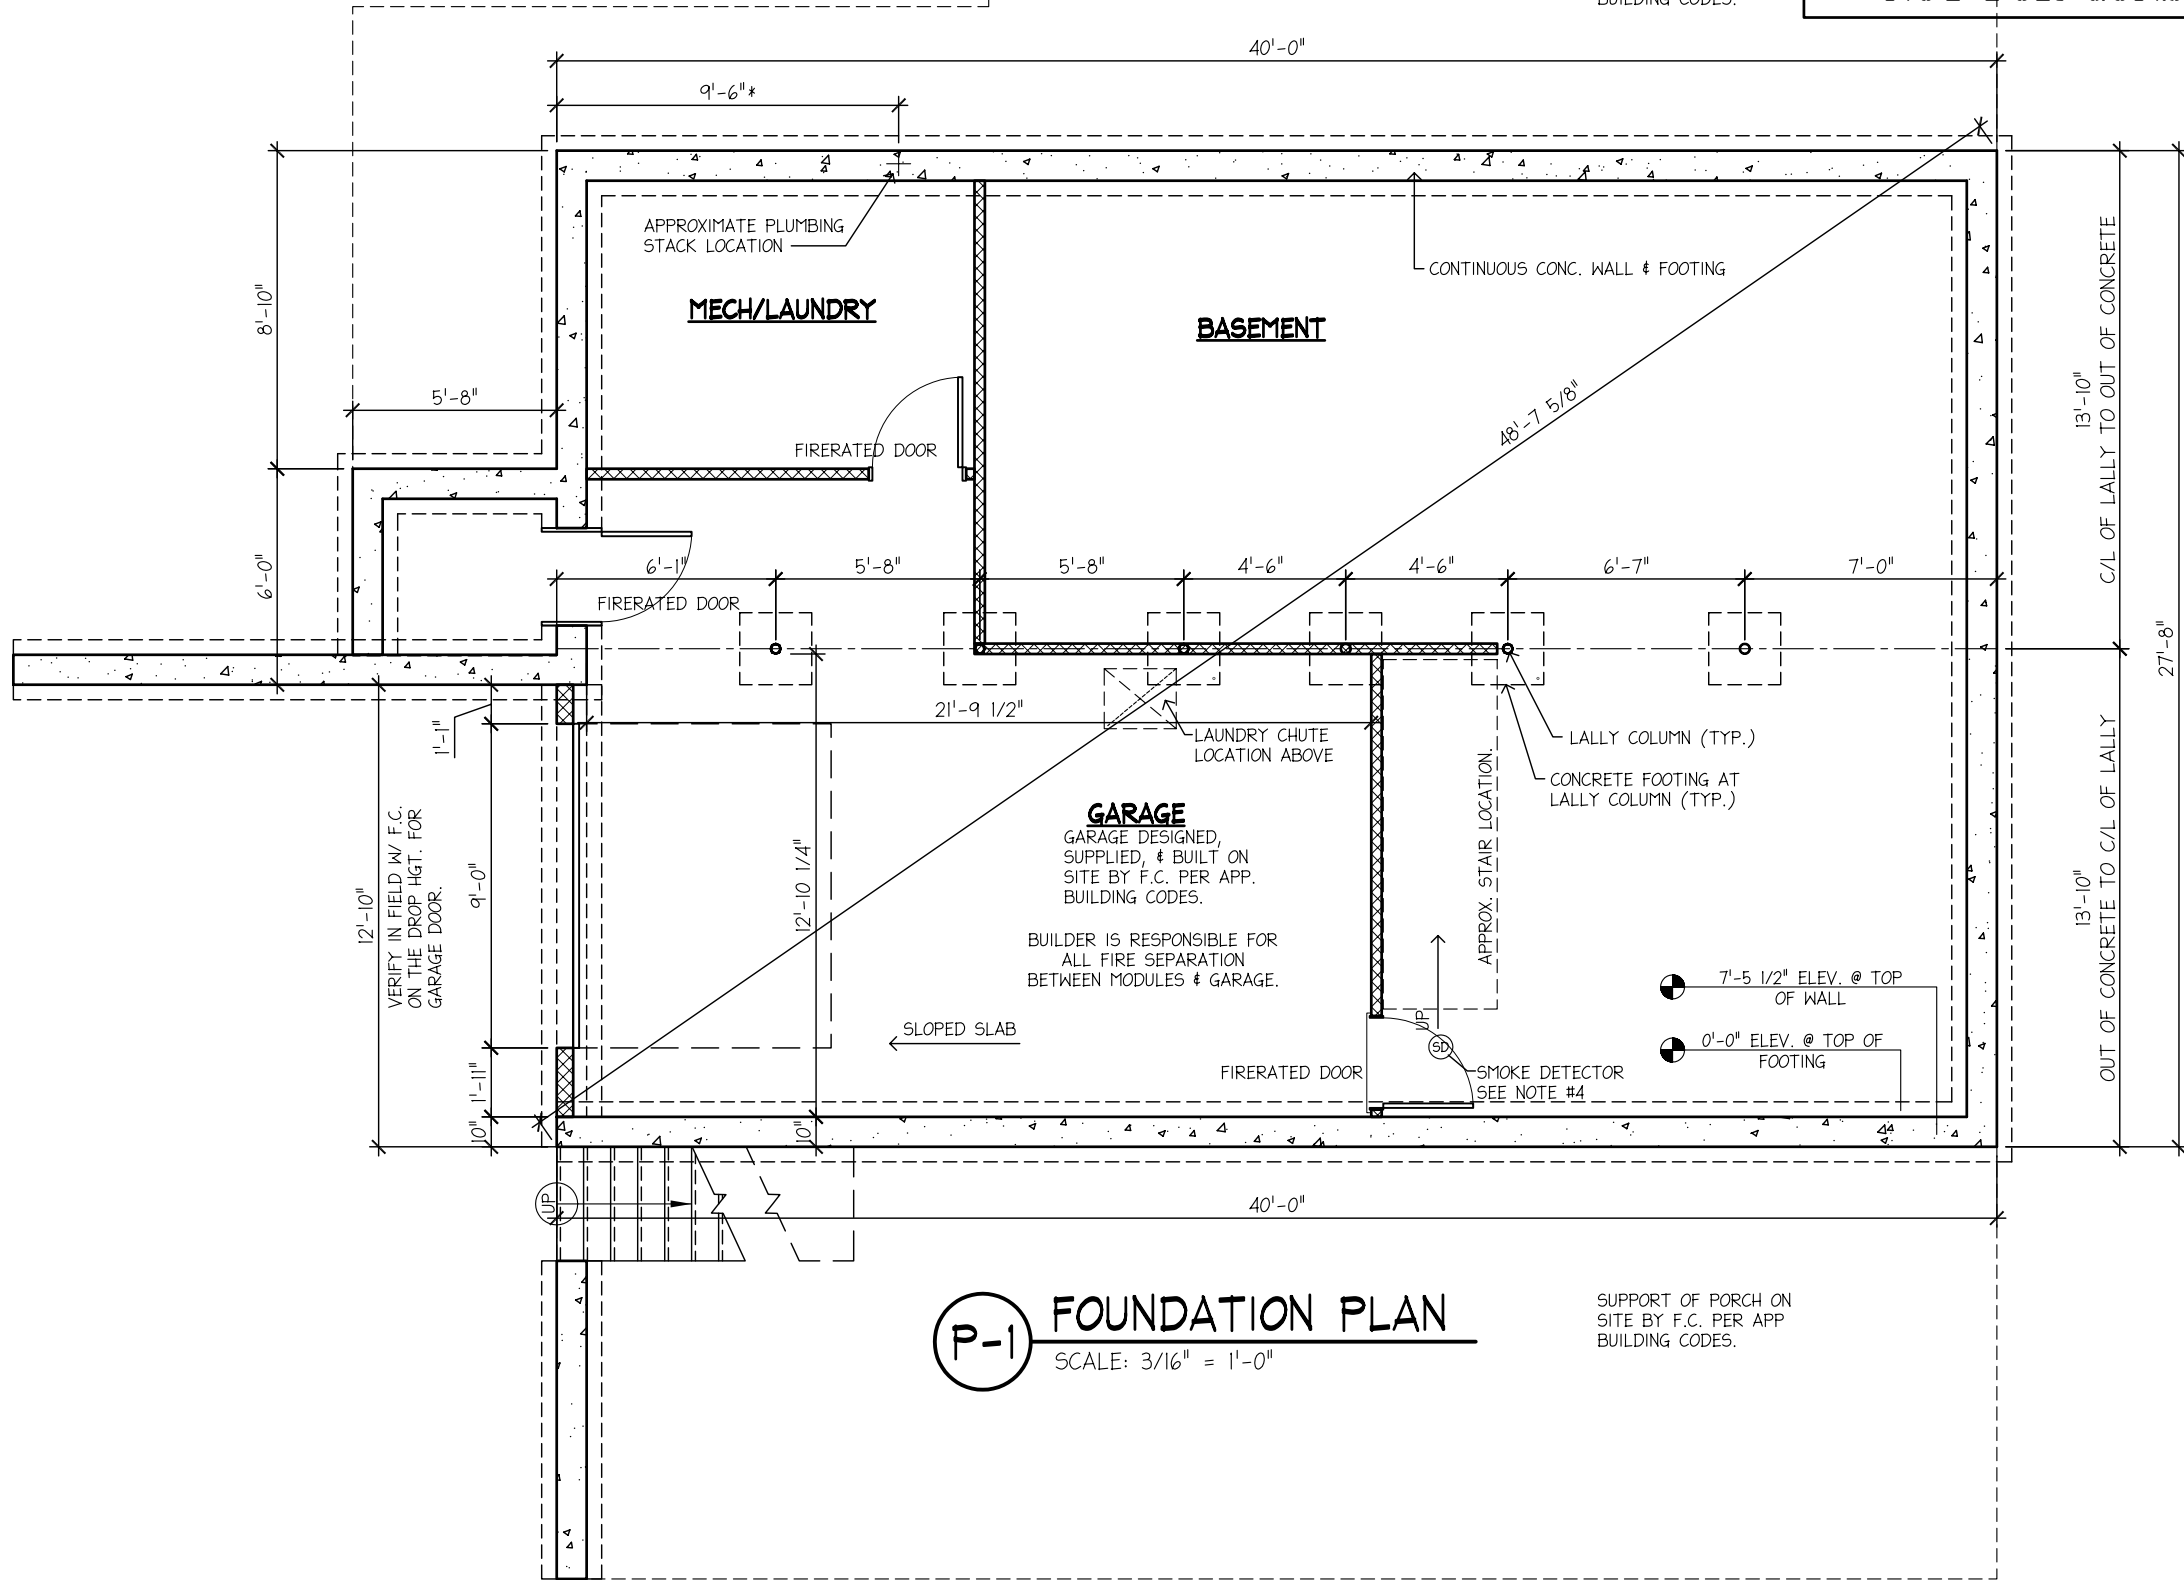 BUILDING CODES.
40'-0"
9'-6"*
APPROXIMATE PLUMBING
STACK LOCATION
CONTINUOUS CONC. WALL & FOOTING
MECH/LAUNDRY
BASEMENT
8'-10"
5'-8"
48'-7 5/8"
13'-10"
C/L OF LALLY TO OUT OF CONCRETE
27'-8"
FIRERATED DOOR
6'-0"
6'-1"
5'-8"
5'-8"
4'-6"
4'-6"
6'-7"
7'-0"
FIRERATED DOOR
21'-9 1/2"
1'-1"
LAUNDRY CHUTE
LOCATION ABOVE
LALLY COLUMN (TYP.)
CONCRETE FOOTING AT
LALLY COLUMN (TYP.)
GARAGE
GARAGE DESIGNED,
SUPPLIED, & BUILT ON
SITE BY F.C. PER APP.
BUILDING CODES.
BUILDER IS RESPONSIBLE FOR
ALL FIRE SEPARATION
BETWEEN MODULES & GARAGE.
APPROX. STAIR LOCATION.
12'-10"
VERIFY IN FIELD W/ F.C.
ON THE DROP HGT. FOR
GARAGE DOOR.
9'-0"
12'-10 1/4"
13'-10"
OUT OF CONCRETE TO C/L OF LALLY
7'-5 1/2" ELEV. @ TOP
OF WALL
0'-0" ELEV. @ TOP OF
FOOTING
SLOPED SLAB
UP
SD
FIRERATED DOOR
SMOKE DETECTOR
SEE NOTE #4
1'-11"
10"
10"
UP
40'-0"
P-1
FOUNDATION PLAN
SCALE: 3/16" = 1'-0"
SUPPORT OF PORCH ON
SITE BY F.C. PER APP
BUILDING CODES.